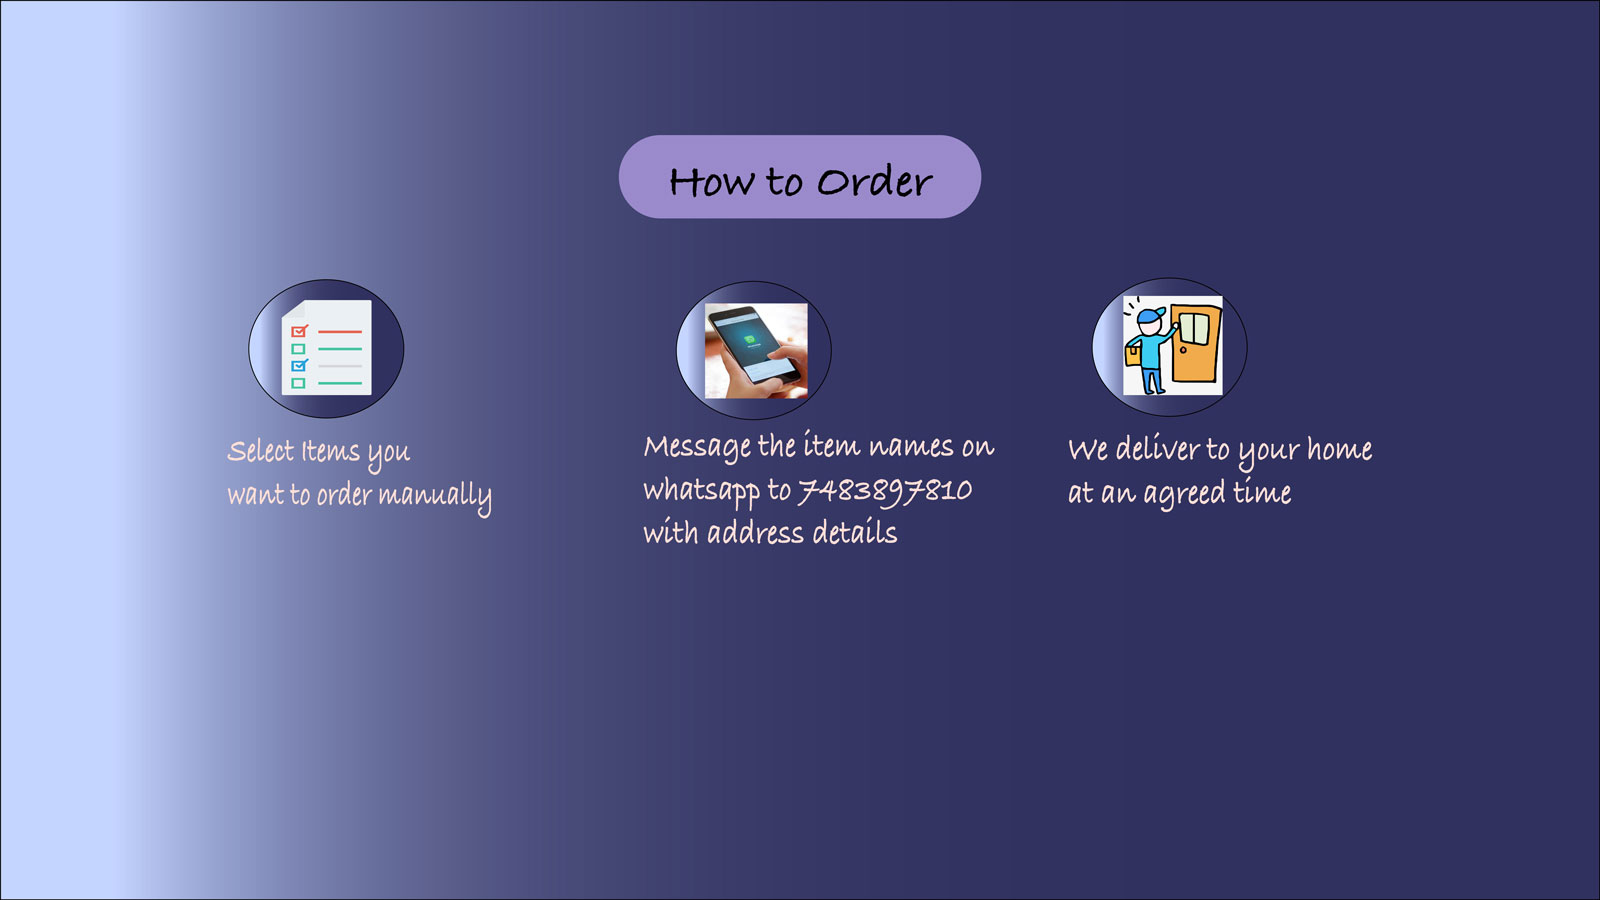 How to Order
Select Items you
want to order manually
Message the item names on
whatsapp to 7483897810
with address details
We deliver to your home
at an agreed time